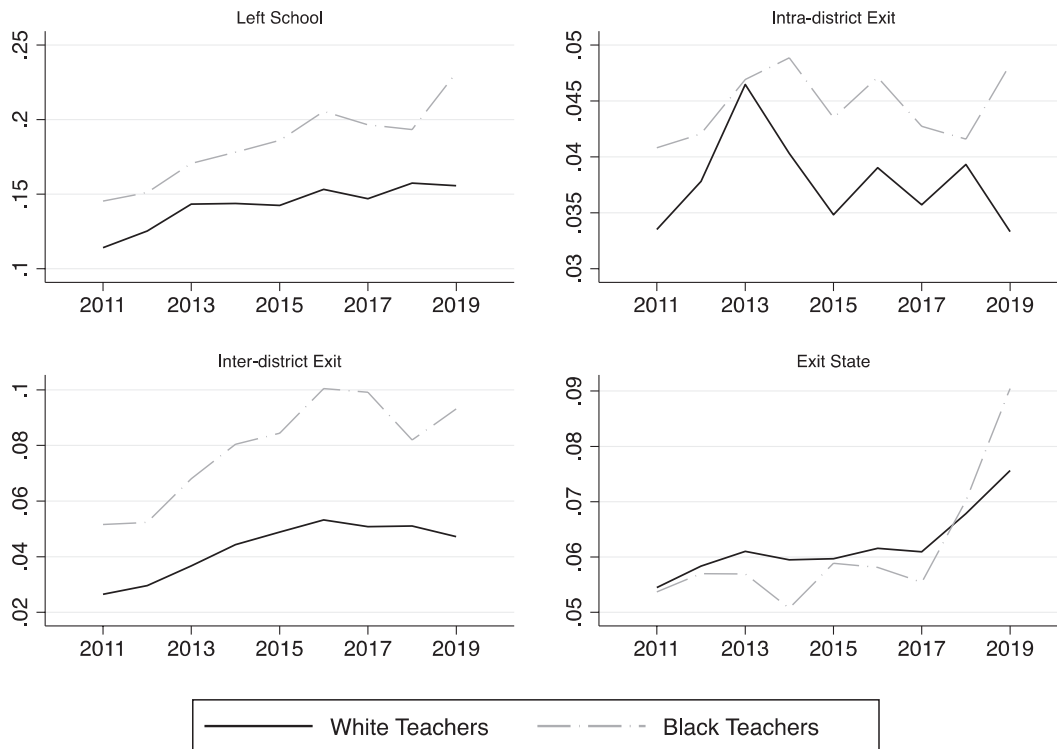 Left School
.25
.2
.15
.1
2011 2013 2015 2017 2019
Intra-district Exit
.05
.045
.04
.035
.03
2011 2013 2015 2017 2019
Inter-district Exit
.1
.08
.06
.04
.02
2011 2013 2015 2017 2019
Exit State
.09
.08
.07
.06
.05
2011 2013 2015 2017 2019
White Teachers Black Teachers